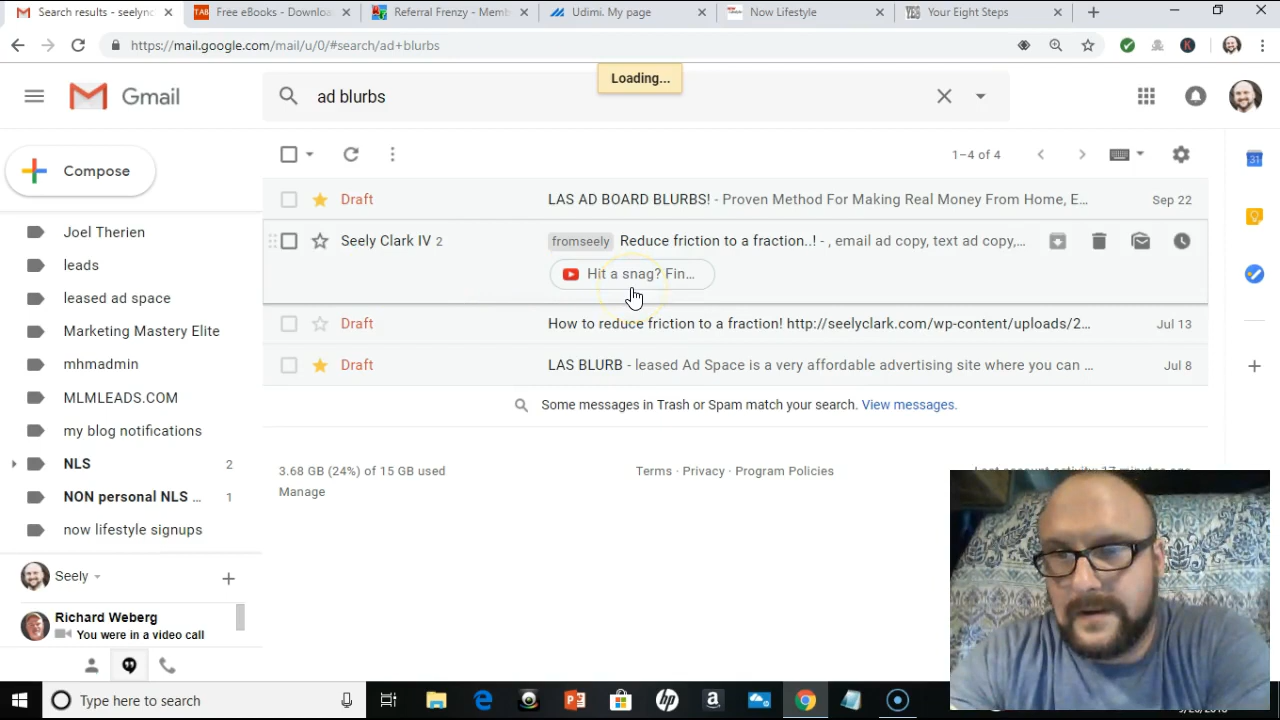 Search results - seelync
Free eBooks - Downloa
Referral Frenzy - Memb
Udimi. My page
Now Lifestyle
Your Eight Steps
https://mail.google.com/mail/u/0/#search/ad+blurbs
Loading...
Gmail
ad blurbs
Compose
1–4 of 4
Draft LAS AD BOARD BLURBS! - Proven Method For Making Real Money From Home, E... Sep 22
Seely Clark IV 2 fromseely Reduce friction to a fraction..! - , email ad copy, text ad copy,...
Hit a snag? Fin...
Draft How to reduce friction to a fraction! http://seelyclark.com/wp-content/uploads/2... Jul 13
Draft LAS BLURB - leased Ad Space is a very affordable advertising site where you can ... Jul 8
Some messages in Trash or Spam match your search. View messages.
3.68 GB (24%) of 15 GB used
Manage
Terms · Privacy · Program Policies
Last account activity: 17 minutes ago
Joel Therien
leads
leased ad space
Marketing Mastery Elite
mhmadmin
MLMLEADS.COM
my blog notifications
NLS 2
NON personal NLS ... 1
now lifestyle signups
Seely
Richard Weberg
You were in a video call
31
Type here to search